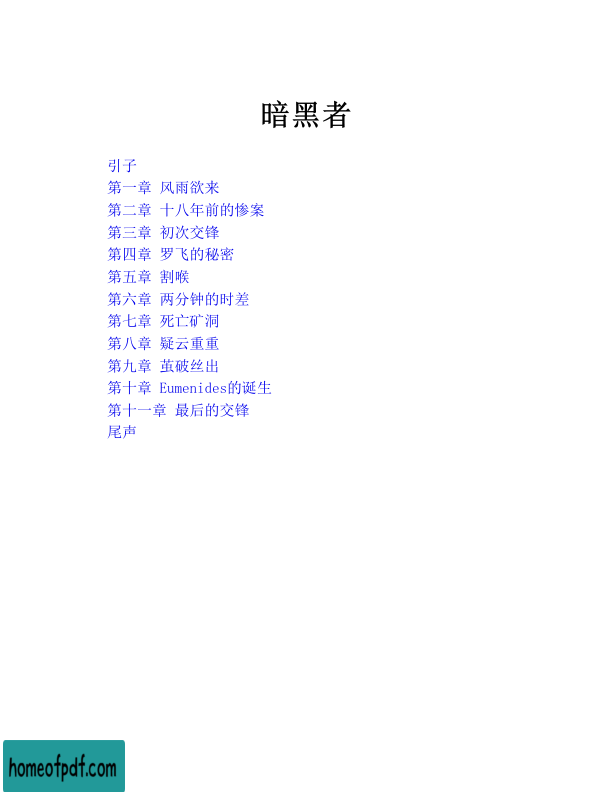 暗黑者
引子
第一章 风雨欲来
第二章 十八年前的惨案
第三章 初次交锋
第四章 罗飞的秘密
第五章 割喉
第六章 两分钟的时差
第七章 死亡矿洞
第八章 疑云重重
第九章 茧破丝出
第十章 Eumenides的诞生
第十一章 最后的交锋
尾声
homeofpdf.com